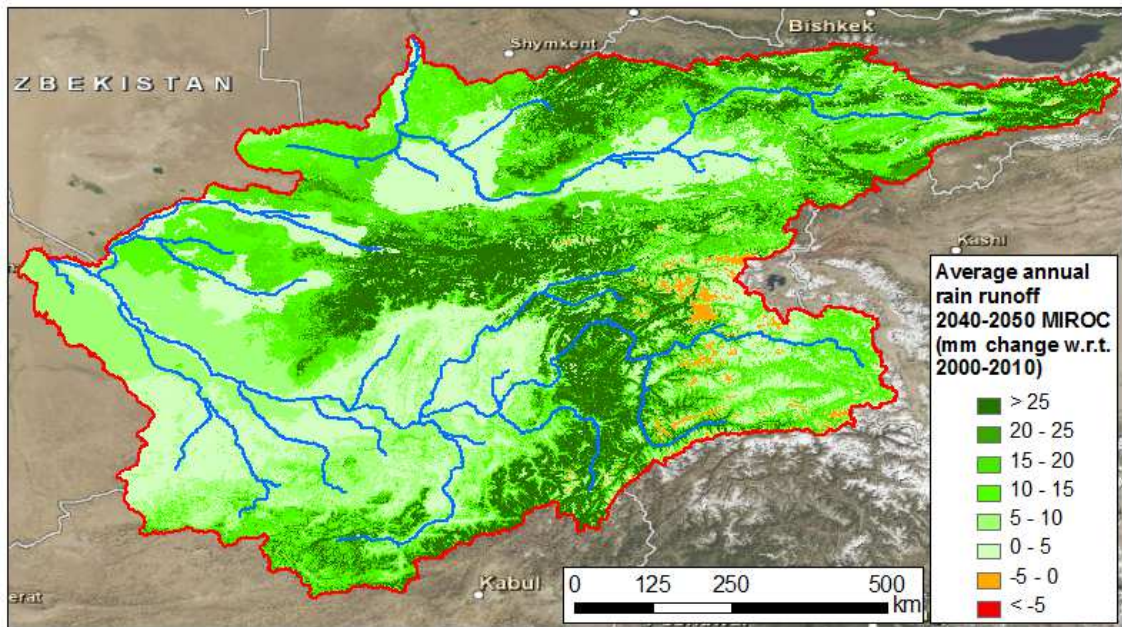 Bishkek
Shymkent
ZBEKISTAN
Kashi
Average annual
rain runoff
2040-2050 MIROC
(mm change w.r.t.
2000-2010)
> 25
20 - 25
15 - 20
10 - 15
5 - 10
0 - 5
-5 - 0
< -5
Kabul
erat
0 125 250 500
km